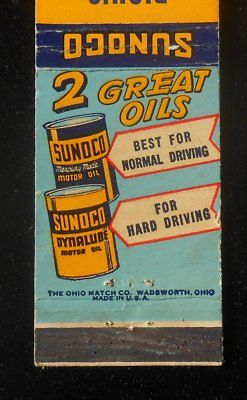 SUNOCO
2 GREAT
OILS
SUNOCO
Mercury Made
MOTOR OIL
BEST FOR
NORMAL DRIVING
SUNOCO
DYNALUBE
MOTOR OIL
FOR
HARD DRIVING
THE OHIO MATCH CO. WADSWORTH, OHIO
MADE IN U.S.A.